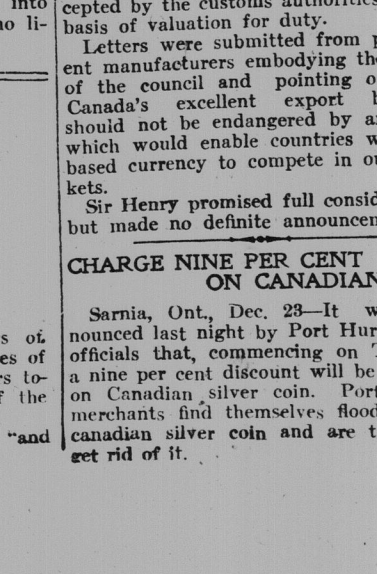 into
no li-
s of
es of
rs to-
f the
"and
cepted by the customs authorities
basis of valuation for duty.
Letters were submitted from p
ent manufacturers embodying the
of the council and pointing o
Canada's excellent export b
should not be endangered by a
which would enable countries w
based currency to compete in ou
kets.
Sir Henry promised full consid
but made no definite announcem
CHARGE NINE PER CENT
ON CANADIAN
Sarnia, Ont., Dec. 23—It w
nounced last night by Port Hur
officials that, commencing on T
a nine per cent discount will be
on Canadian silver coin. Port
merchants find themselves flood
canadian silver coin and are t
get rid of it.